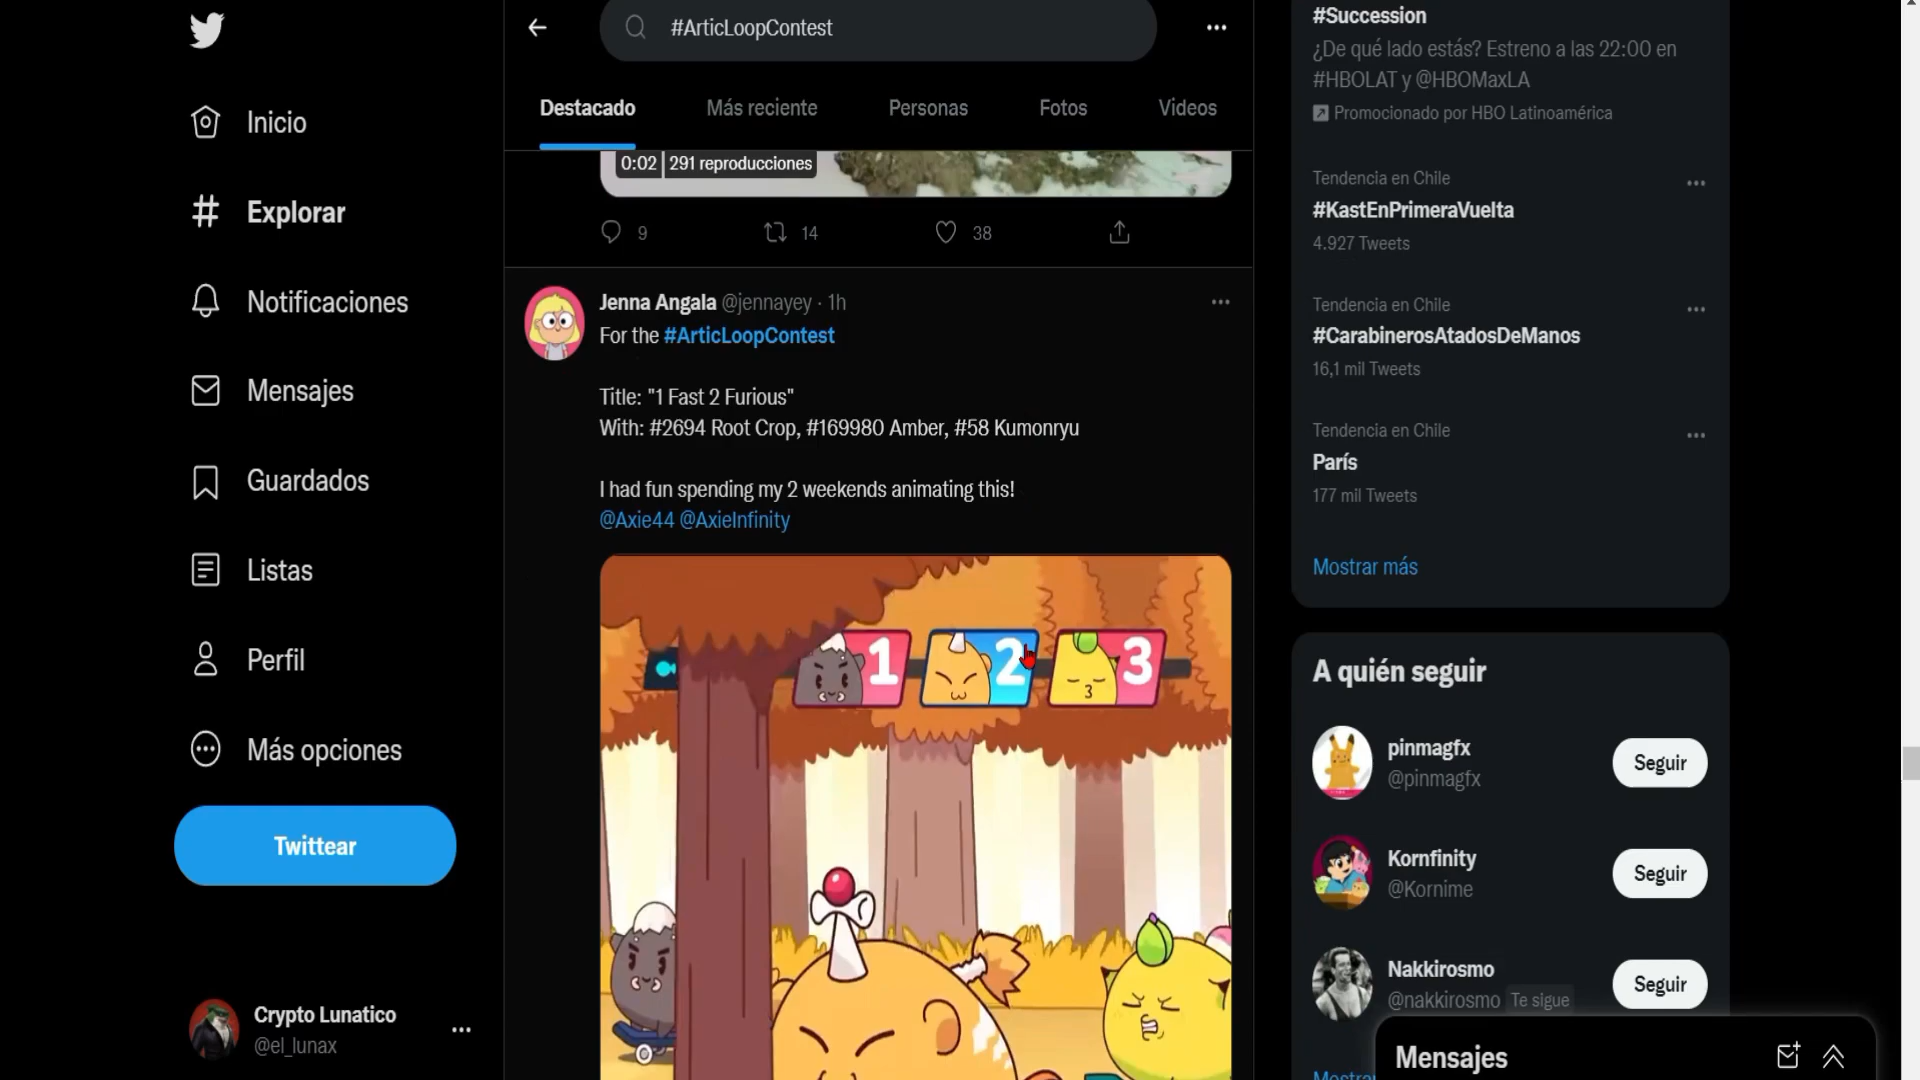 #ArticLoopContest
Destacado
Más reciente
Personas
Fotos
Videos
Inicio
Explorar
Notificaciones
Mensajes
Guardados
Listas
Perfil
Más opciones
Twittear
Crypto Lunatico
@el_lunax
0:02 291 reproducciones
9
14
38
Jenna Angala @jennayey · 1h
For the #ArticLoopContest
Title: "1 Fast 2 Furious"
With: #2694 Root Crop, #169980 Amber, #58 Kumonryu
I had fun spending my 2 weekends animating this!
@Axie44 @AxieInfinity
1
2
3
#Succession
¿De qué lado estás? Estreno a las 22:00 en
#HBOLAT y @HBOMaxLA
Promocionado por HBO Latinoamérica
Tendencia en Chile
#KastEnPrimeraVuelta
4.927 Tweets
Tendencia en Chile
#CarabinerosAtadosDeManos
16,1 mil Tweets
Tendencia en Chile
París
177 mil Tweets
Mostrar más
A quién seguir
pinmagfx
@pinmagfx
Seguir
Kornfinity
@Kornime
Seguir
Nakkirosmo
@nakkirosmo Te sigue
Seguir
Mensajes